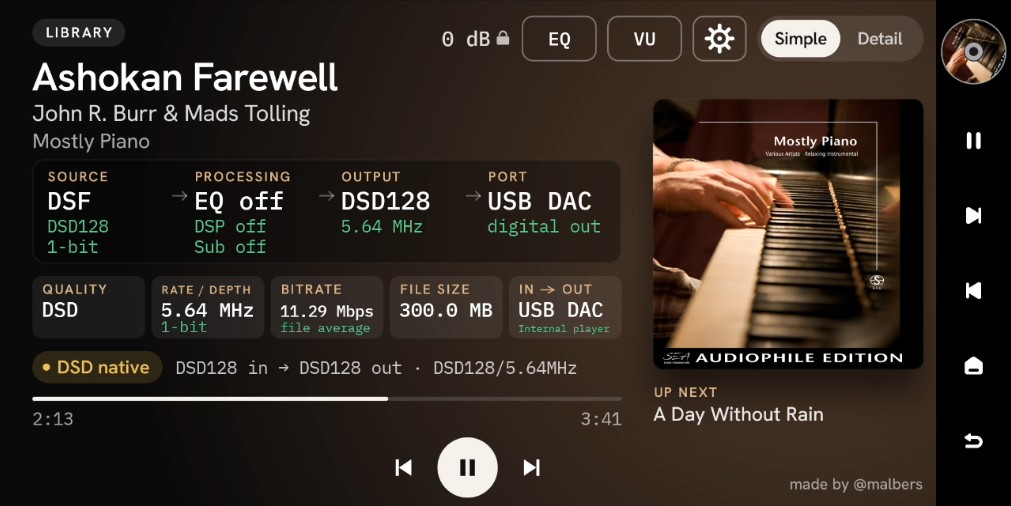 LIBRARY
0 dB
EQ
VU
Simple
Detail
Ashokan Farewell
John R. Burr & Mads Tolling
Mostly Piano
SOURCE
DSF
DSD128
1-bit
→
PROCESSING
EQ off
DSP off
Sub off
→
OUTPUT
DSD128
5.64 MHz
→
PORT
USB DAC
digital out
QUALITY
DSD
RATE / DEPTH
5.64 MHz
1-bit
BITRATE
11.29 Mbps
file average
FILE SIZE
300.0 MB
IN → OUT
USB DAC
Internal player
• DSD native
DSD128 in → DSD128 out · DSD128/5.64MHz
2:13
3:41
Mostly Piano
Various Artists - Relaxing Instrumental
AUDIOPHILE EDITION
UP NEXT
A Day Without Rain
made by @malbers